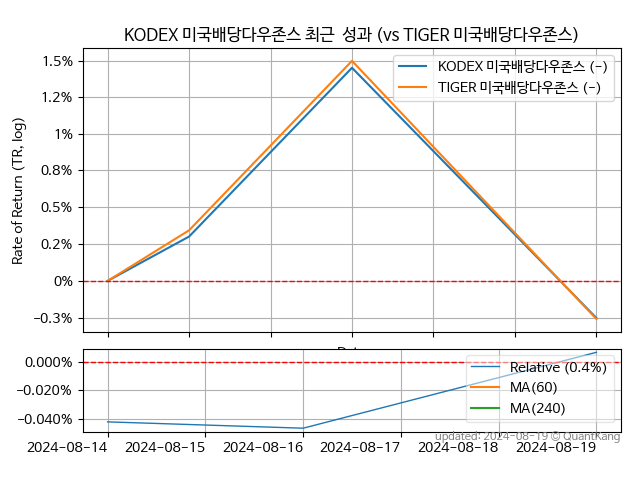 KODEX 미국배당다우존스 최근 성과 (vs TIGER 미국배당다우존스)
Rate of Return (TR, log)
1.5%
1.2%
1%
0.8%
0.5%
0.2%
0%
−0.3%
KODEX 미국배당다우존스 (-)
TIGER 미국배당다우존스 (-)
0.000%
−0.020%
−0.040%
Relative (0.4%)
MA(60)
MA(240)
updated: 2024-08-19 © QuantKang
2024-08-14 2024-08-15 2024-08-16 2024-08-17 2024-08-18 2024-08-19